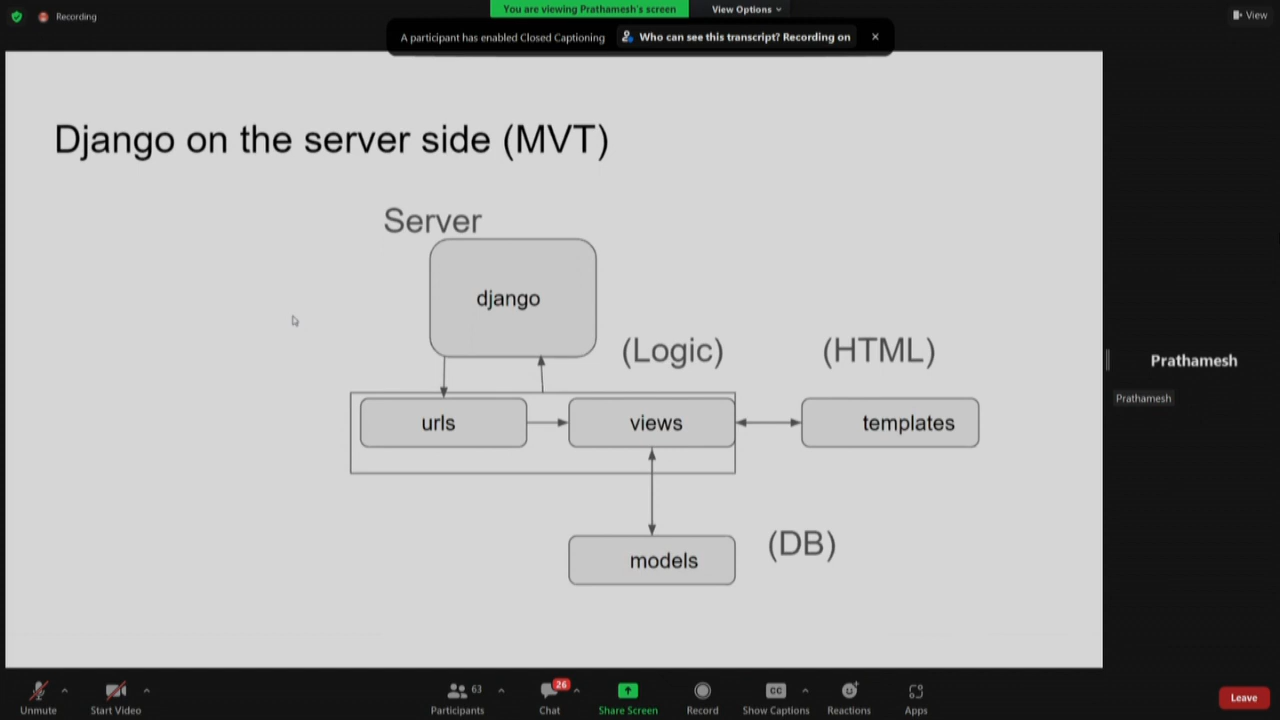 Recording
You are viewing Prathamesh's screen
View Options
View
A participant has enabled Closed Captioning
Who can see this transcript? Recording on
Django on the server side (MVT)
Server
django
(Logic)
(HTML)
urls
views
templates
models
(DB)
Prathamesh
Prathamesh
Unmute
Start Video
63
Participants
26
Chat
Share Screen
Record
CC
Show Captions
Reactions
Apps
Leave